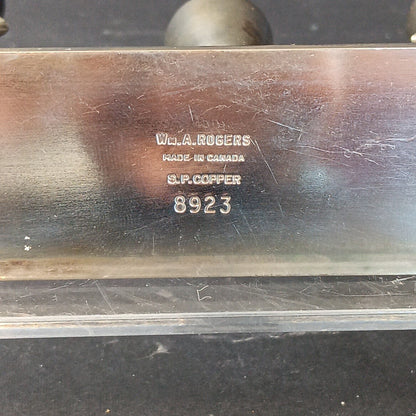 Wm.A.ROGERS
MADE IN CANADA
S.P.COPPER
8923